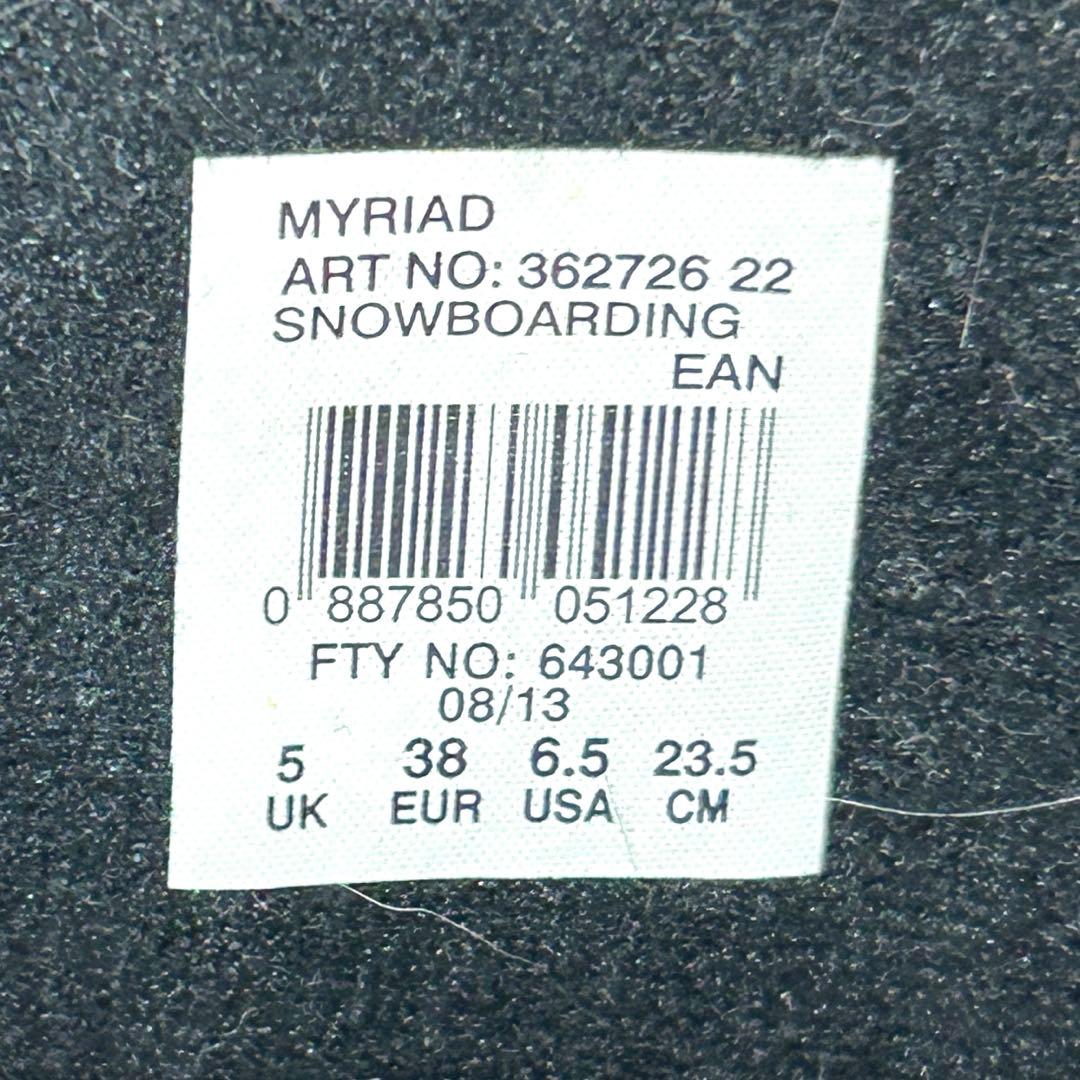 MYRIAD
ART NO: 362726 22
SNOWBOARDING
EAN
0 887850 051228
FTY NO: 643001
08/13
5 38 6.5 23.5
UK EUR USA CM